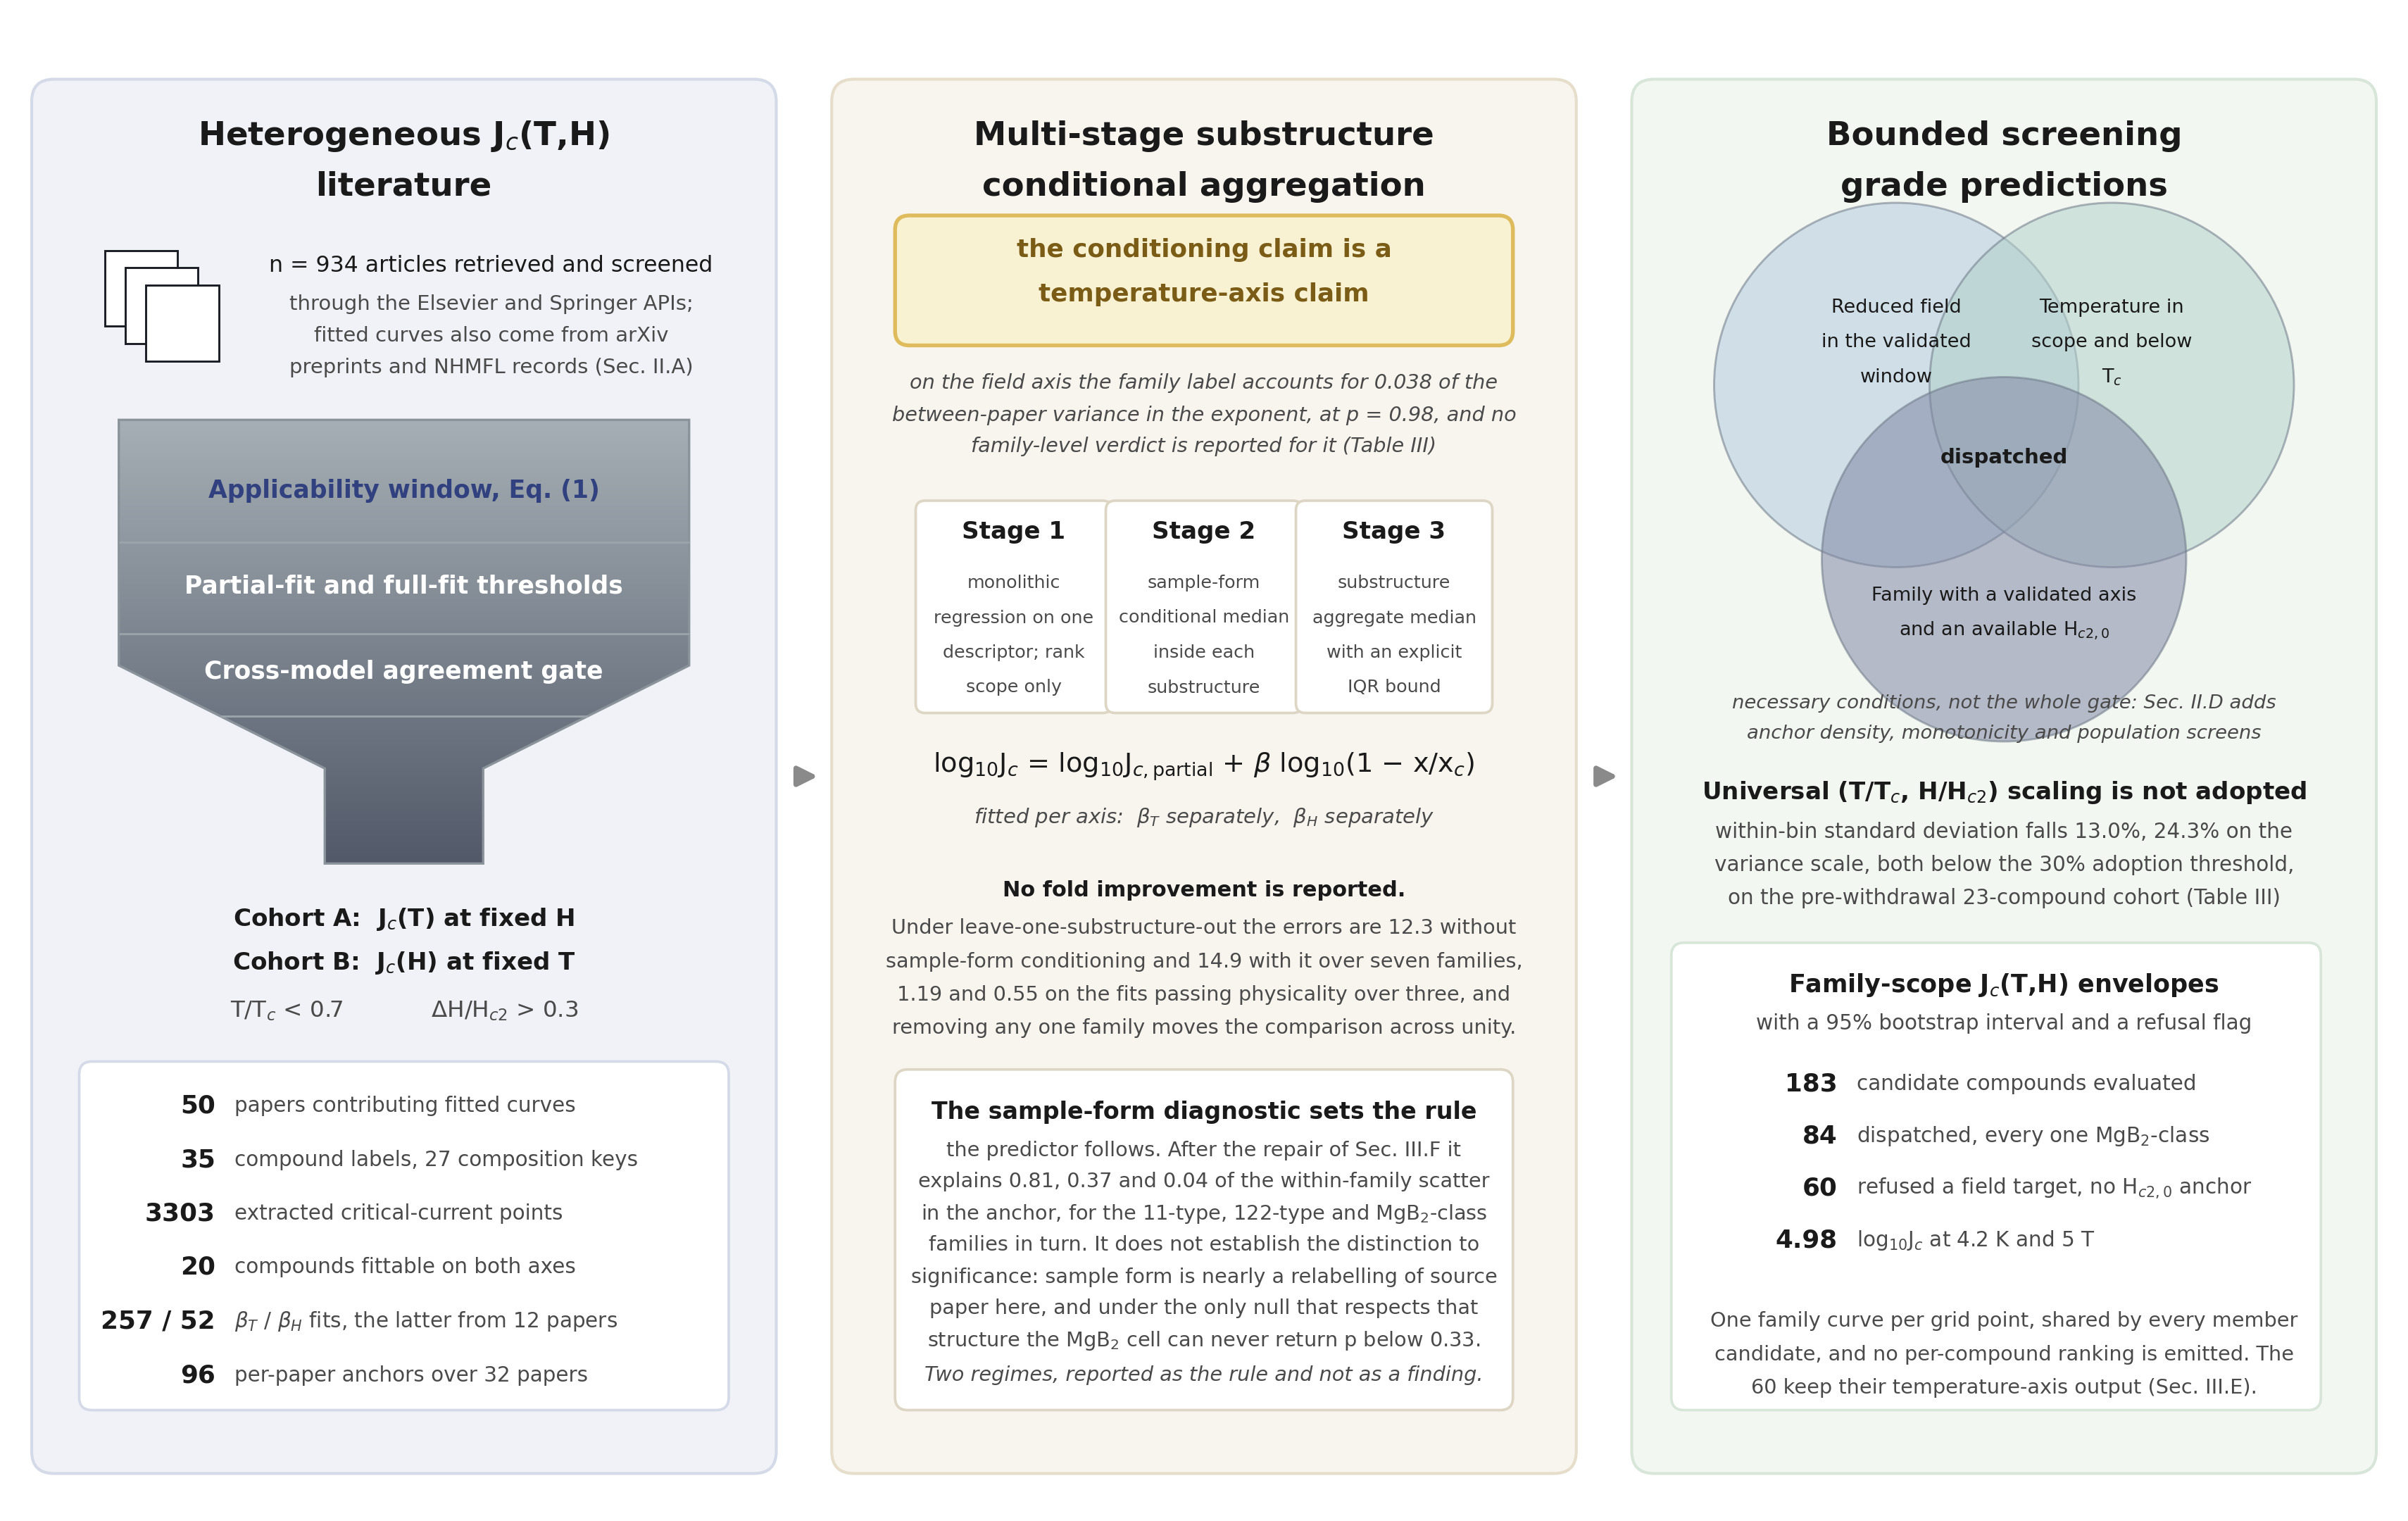 Heterogeneous J_c(T,H)
literature
n = 934 articles retrieved and screened
through the Elsevier and Springer APIs;
fitted curves also come from arXiv
preprints and NHMFL records (Sec. II.A)
Applicability window, Eq. (1)
Partial-fit and full-fit thresholds
Cross-model agreement gate
Cohort A: J_c(T) at fixed H
Cohort B: J_c(H) at fixed T
T/T_c < 0.7 ΔH/H_c2 > 0.3
50 papers contributing fitted curves
35 compound labels, 27 composition keys
3303 extracted critical-current points
20 compounds fittable on both axes
257 / 52 β_T / β_H fits, the latter from 12 papers
96 per-paper anchors over 32 papers
Multi-stage substructure
conditional aggregation
the conditioning claim is a
temperature-axis claim
on the field axis the family label accounts for 0.038 of the
between-paper variance in the exponent, at p = 0.98, and no
family-level verdict is reported for it (Table III)
Stage 1
monolithic
regression on one
descriptor; rank
scope only
Stage 2
sample-form
conditional median
inside each
substructure
Stage 3
substructure
aggregate median
with an explicit
IQR bound
log₁₀J_c = log₁₀J_c,partial + β log₁₀(1 − x/x_c)
fitted per axis: β_T separately, β_H separately
No fold improvement is reported.
Under leave-one-substructure-out the errors are 12.3 without
sample-form conditioning and 14.9 with it over seven families,
1.19 and 0.55 on the fits passing physicality over three, and
removing any one family moves the comparison across unity.
The sample-form diagnostic sets the rule
the predictor follows. After the repair of Sec. III.F it
explains 0.81, 0.37 and 0.04 of the within-family scatter
in the anchor, for the 11-type, 122-type and MgB₂-class
families in turn. It does not establish the distinction to
significance: sample form is nearly a relabelling of source
paper here, and under the only null that respects that
structure the MgB₂ cell can never return p below 0.33.
Two regimes, reported as the rule and not as a finding.
Bounded screening
grade predictions
Reduced field
in the validated
window
Temperature in
scope and below
T_c
dispatched
Family with a validated axis
and an available H_c2,0
necessary conditions, not the whole gate: Sec. II.D adds
anchor density, monotonicity and population screens
Universal (T/T_c, H/H_c2) scaling is not adopted
within-bin standard deviation falls 13.0%, 24.3% on the
variance scale, both below the 30% adoption threshold,
on the pre-withdrawal 23-compound cohort (Table III)
Family-scope J_c(T,H) envelopes
with a 95% bootstrap interval and a refusal flag
183 candidate compounds evaluated
84 dispatched, every one MgB₂-class
60 refused a field target, no H_c2,0 anchor
4.98 log₁₀J_c at 4.2 K and 5 T
One family curve per grid point, shared by every member
candidate, and no per-compound ranking is emitted. The
60 keep their temperature-axis output (Sec. III.E).